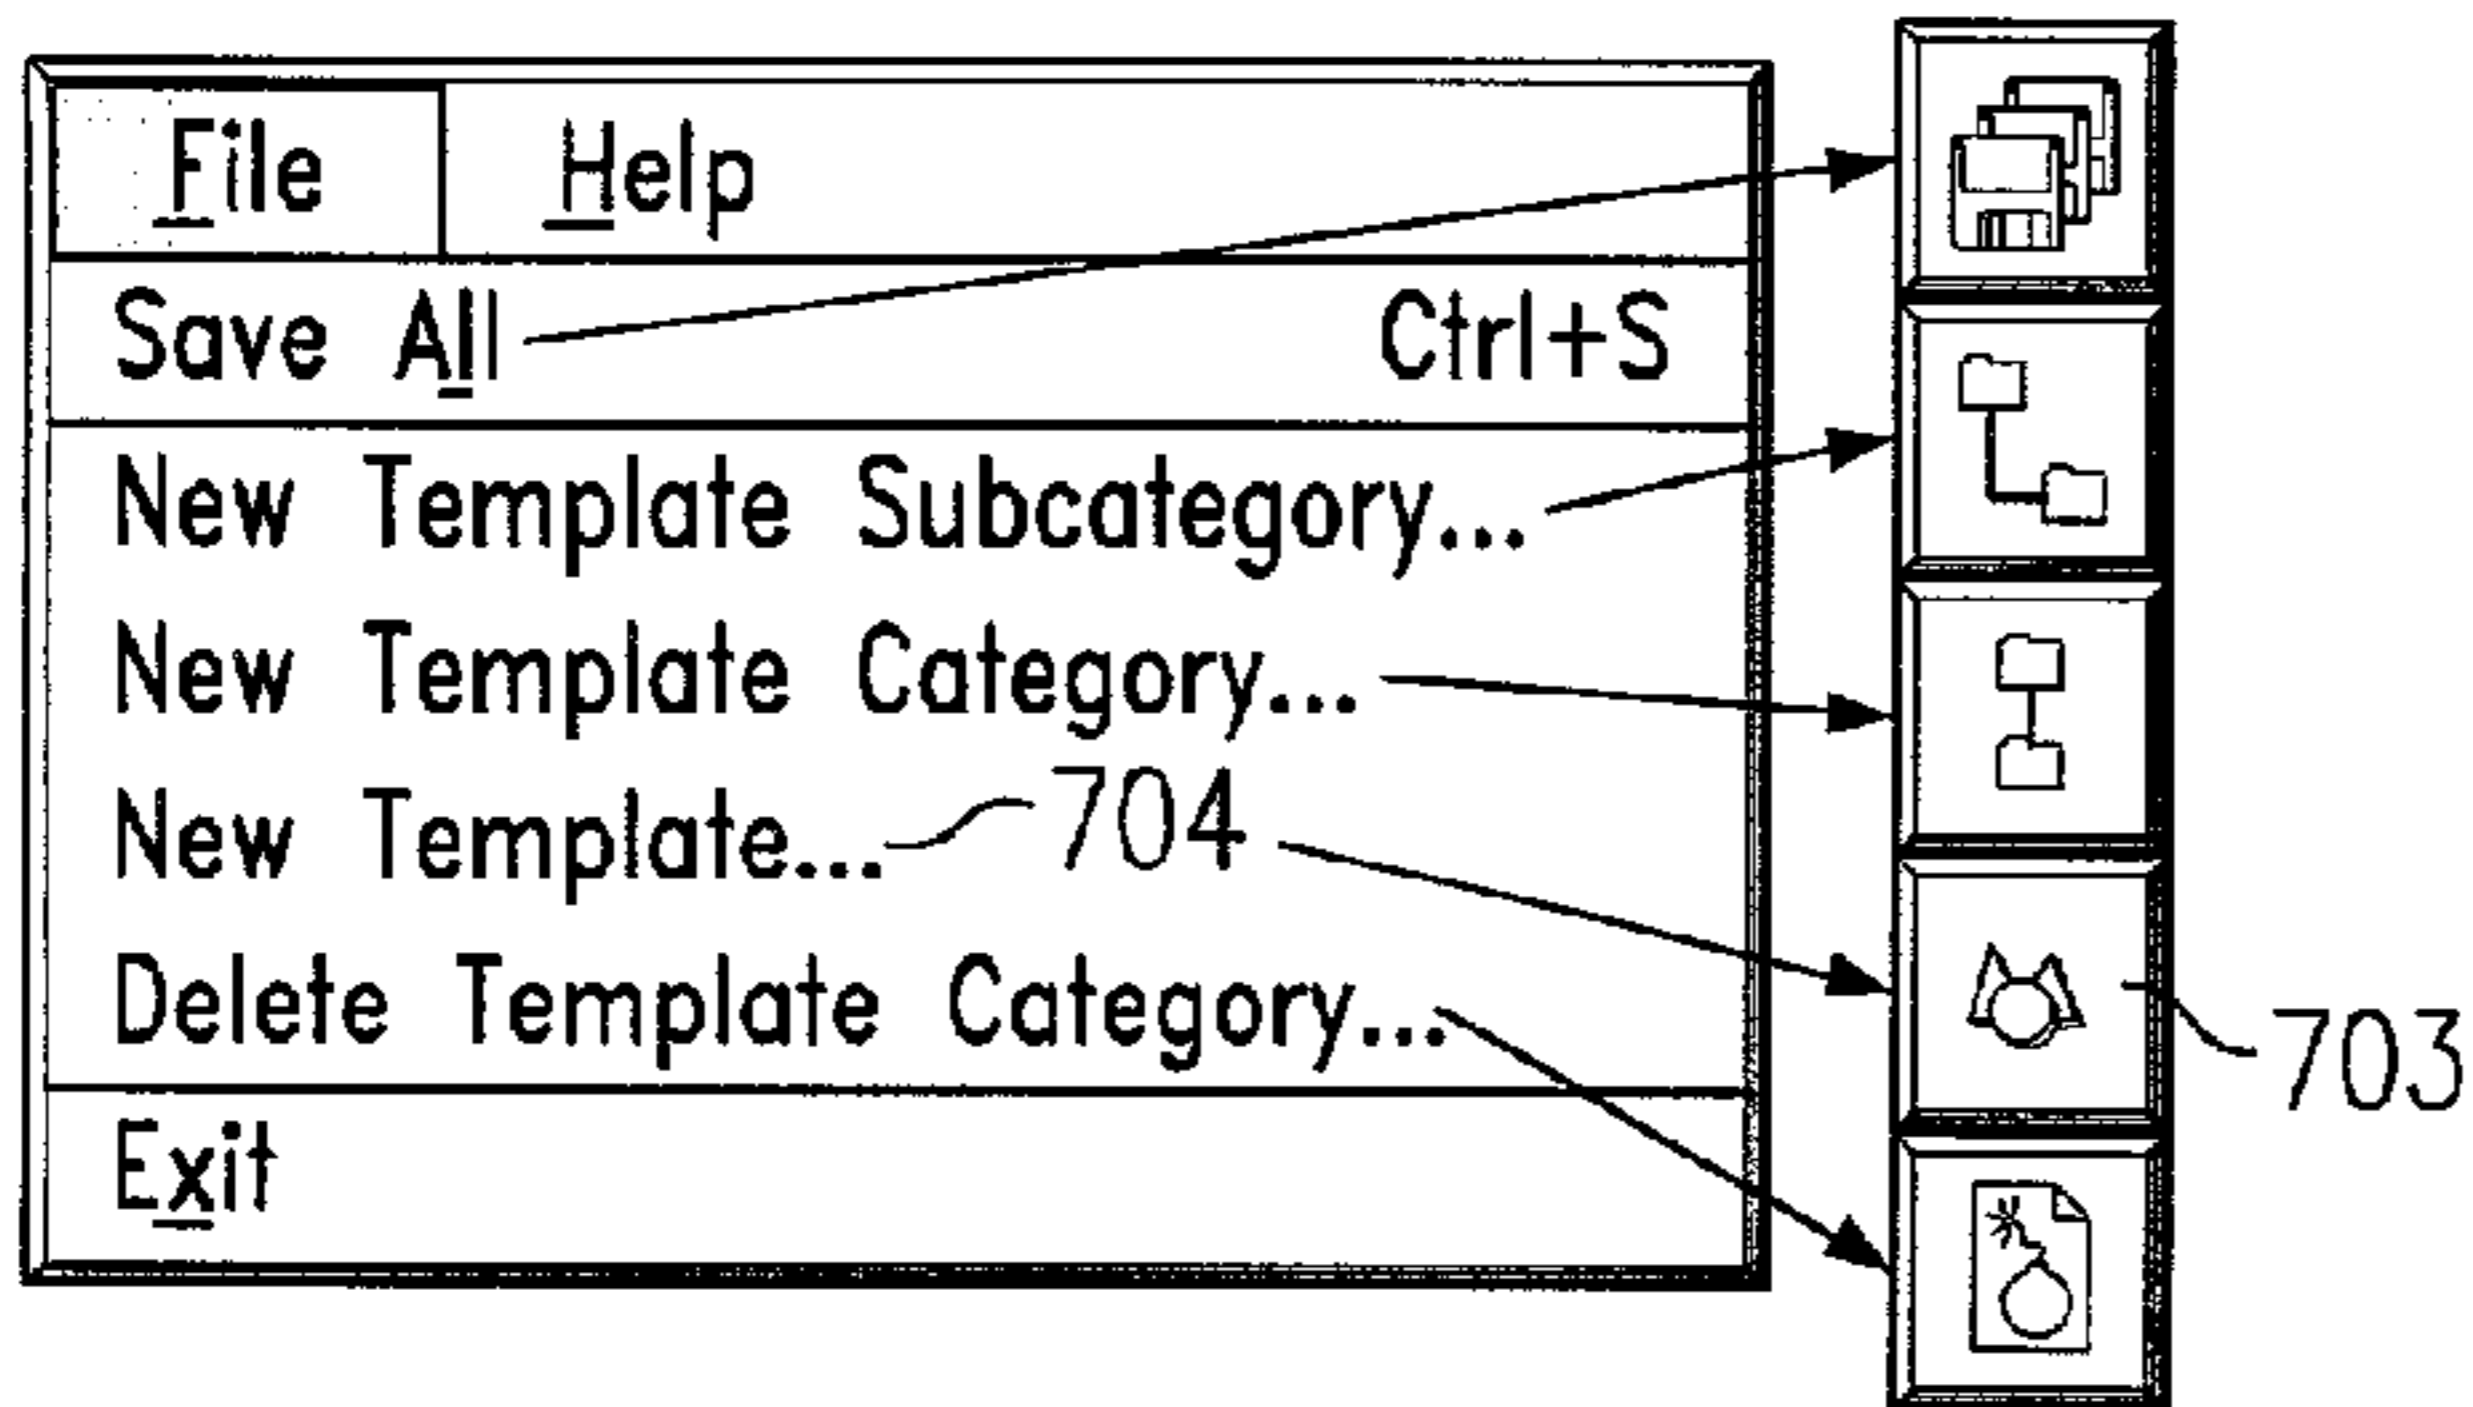 File Help
Save All Ctrl+S
New Template Subcategory...
New Template Category...
New Template... 704
Delete Template Category...
703
Exit